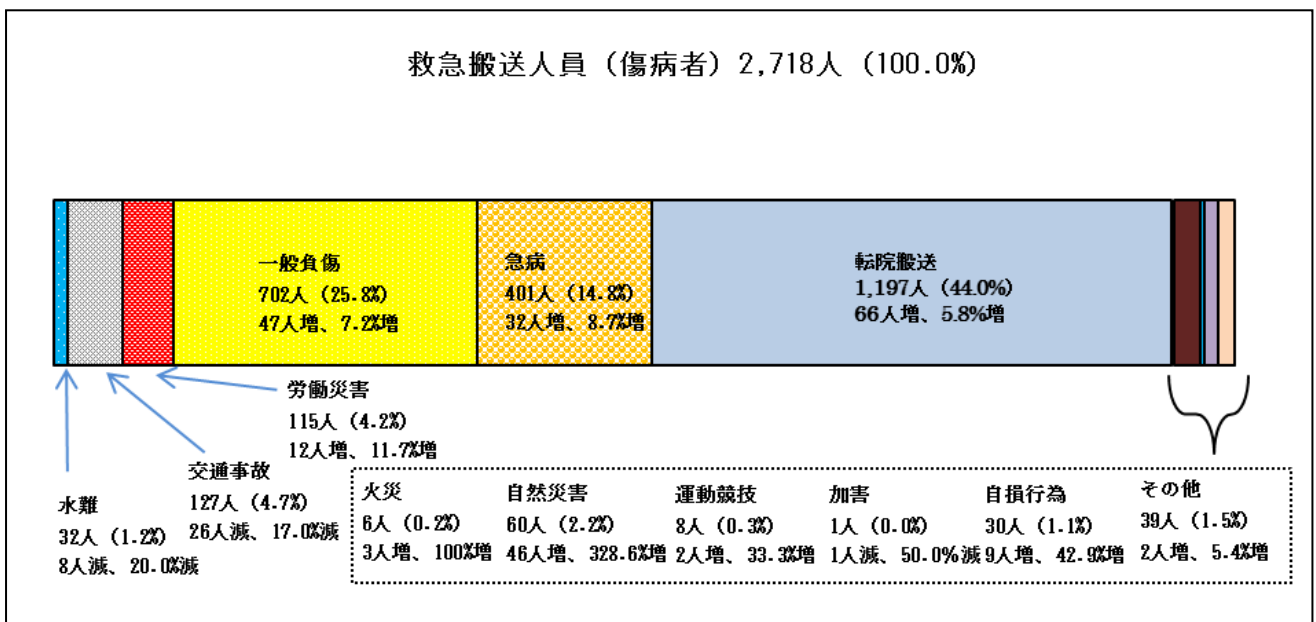 救急搬送人員（傷病者）2,718人（100.0%）
一般負傷
702人（25.8%）
47人増、7.2%増
急病
401人（14.8%）
32人増、8.7%増
転院搬送
1,197人（44.0%）
66人増、5.8%増
労働災害
115人（4.2%）
12人増、11.7%増
交通事故
127人（4.7%）
26人減、17.0%減
水難
32人（1.2%）
8人減、20.0%減
火災
6人（0.2%）
3人増、100%増
自然災害
60人（2.2%）
46人増、328.6%増
運動競技
8人（0.3%）
2人増、33.3%増
加害
1人（0.0%）
1人減、50.0%減
自損行為
30人（1.1%）
9人増、42.9%増
その他
39人（1.5%）
2人増、5.4%増